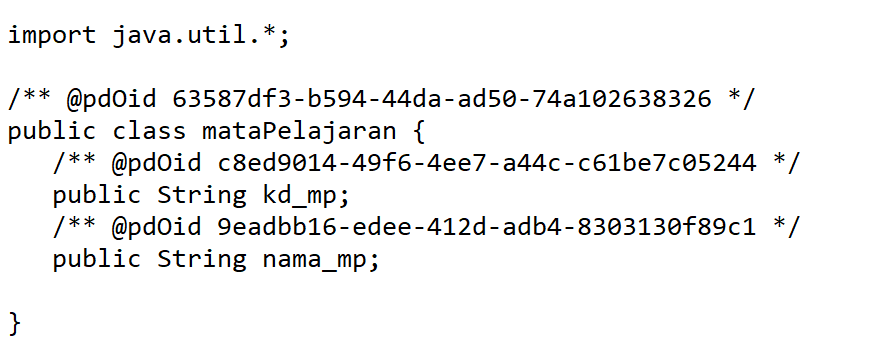 import java.util.*;
/** @pdOid 63587df3-b594-44da-ad50-74a102638326 */
public class mataPelajaran {
/** @pdOid c8ed9014-49f6-4ee7-a44c-c61be7c05244 */
public String kd_mp;
/** @pdOid 9eadbb16-edee-412d-adb4-8303130f89c1 */
public String nama_mp;
}